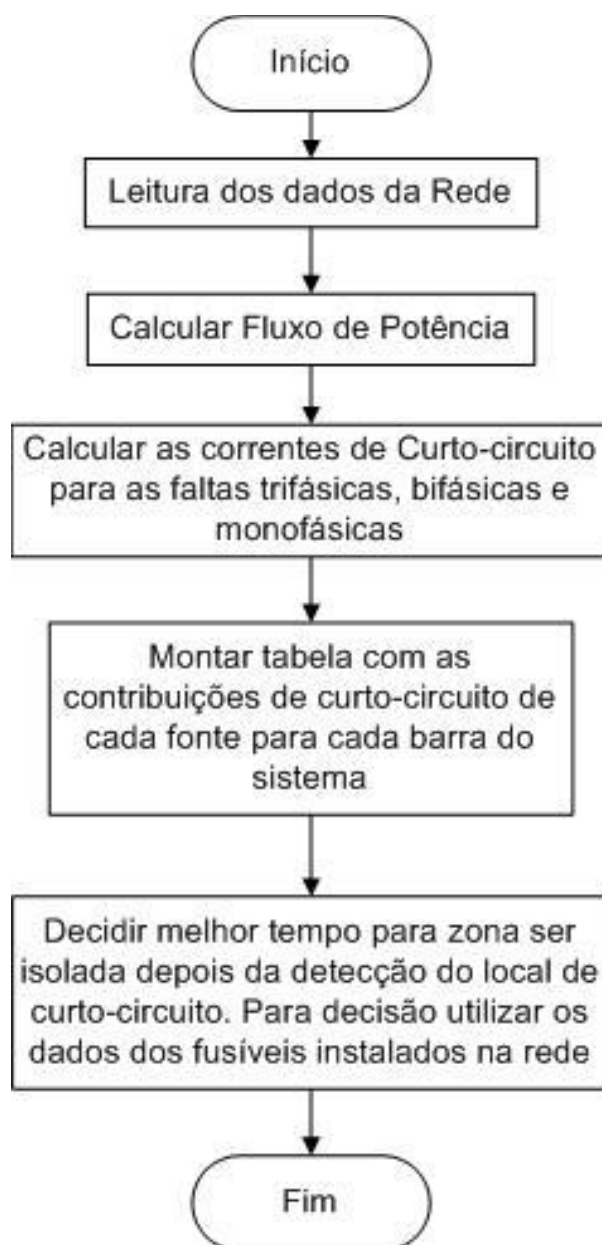 Início
Leitura dos dados da Rede
Calcular Fluxo de Potência
Calcular as correntes de Curto-circuito
para as faltas trifásicas, bifásicas e
monofásicas
Montar tabela com as
contribuições de curto-circuito de
cada fonte para cada barra do
sistema
Decidir melhor tempo para zona ser
isolada depois da detecção do local de
curto-circuito. Para decisão utilizar os
dados dos fusíveis instalados na rede
Fim